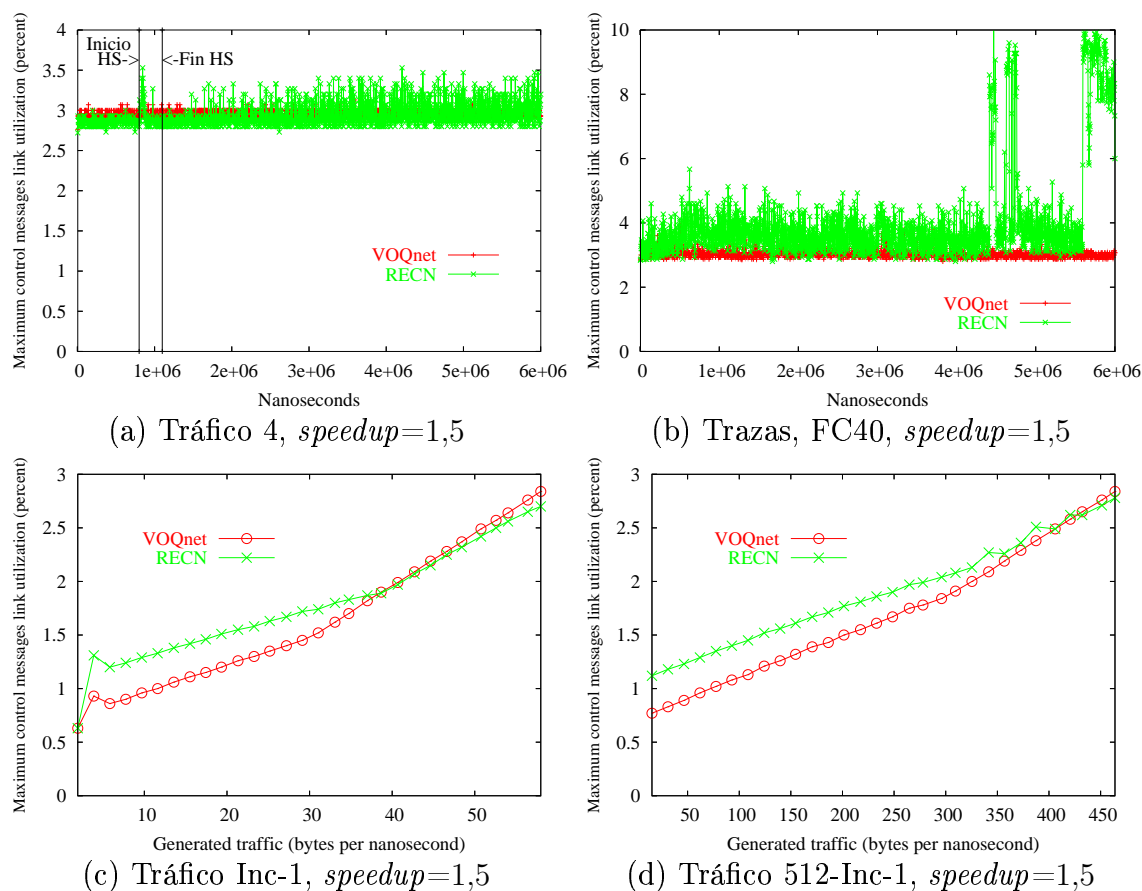 Maximum control messages link utilization (percent)
4
3.5
3
2.5
2
1.5
1
0.5
0
Inicio
HS->
<-Fin HS
VOQnet
RECN
0
1e+06
2e+06
3e+06
4e+06
5e+06
6e+06
Nanoseconds
(a) Tráfico 4, speedup=1,5
Maximum control messages link utilization (percent)
10
8
6
4
2
0
VOQnet
RECN
0
1e+06
2e+06
3e+06
4e+06
5e+06
6e+06
Nanoseconds
(b) Trazas, FC40, speedup=1,5
Maximum control messages link utilization (percent)
3
2.5
2
1.5
1
0.5
0
VOQnet
RECN
10
20
30
40
50
Generated traffic (bytes per nanosecond)
(c) Tráfico Inc-1, speedup=1,5
Maximum control messages link utilization (percent)
3
2.5
2
1.5
1
0.5
0
VOQnet
RECN
50
100
150
200
250
300
350
400
450
Generated traffic (bytes per nanosecond)
(d) Tráfico 512-Inc-1, speedup=1,5